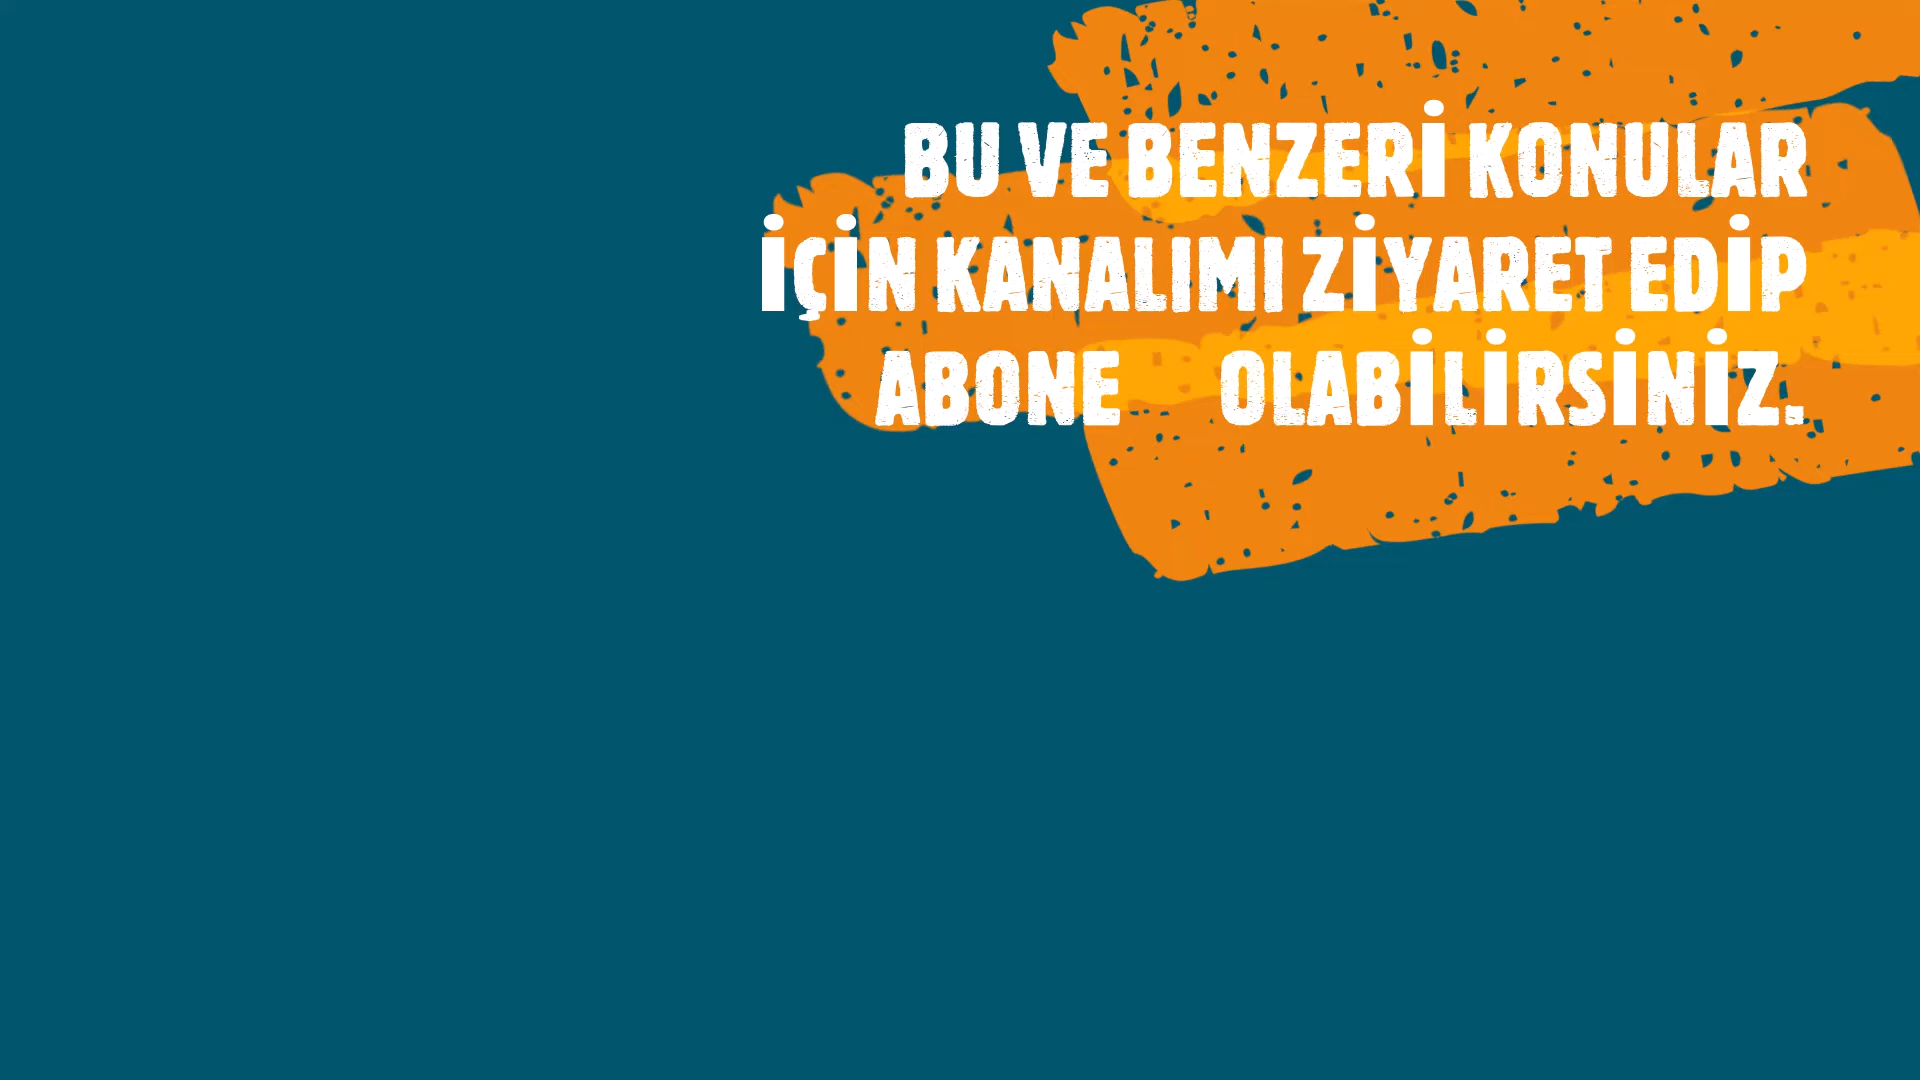 BU VE BENZERİ KONULAR
İÇİN KANALIMI ZİYARET EDİP
ABONE OLABİLİRSİNİZ.